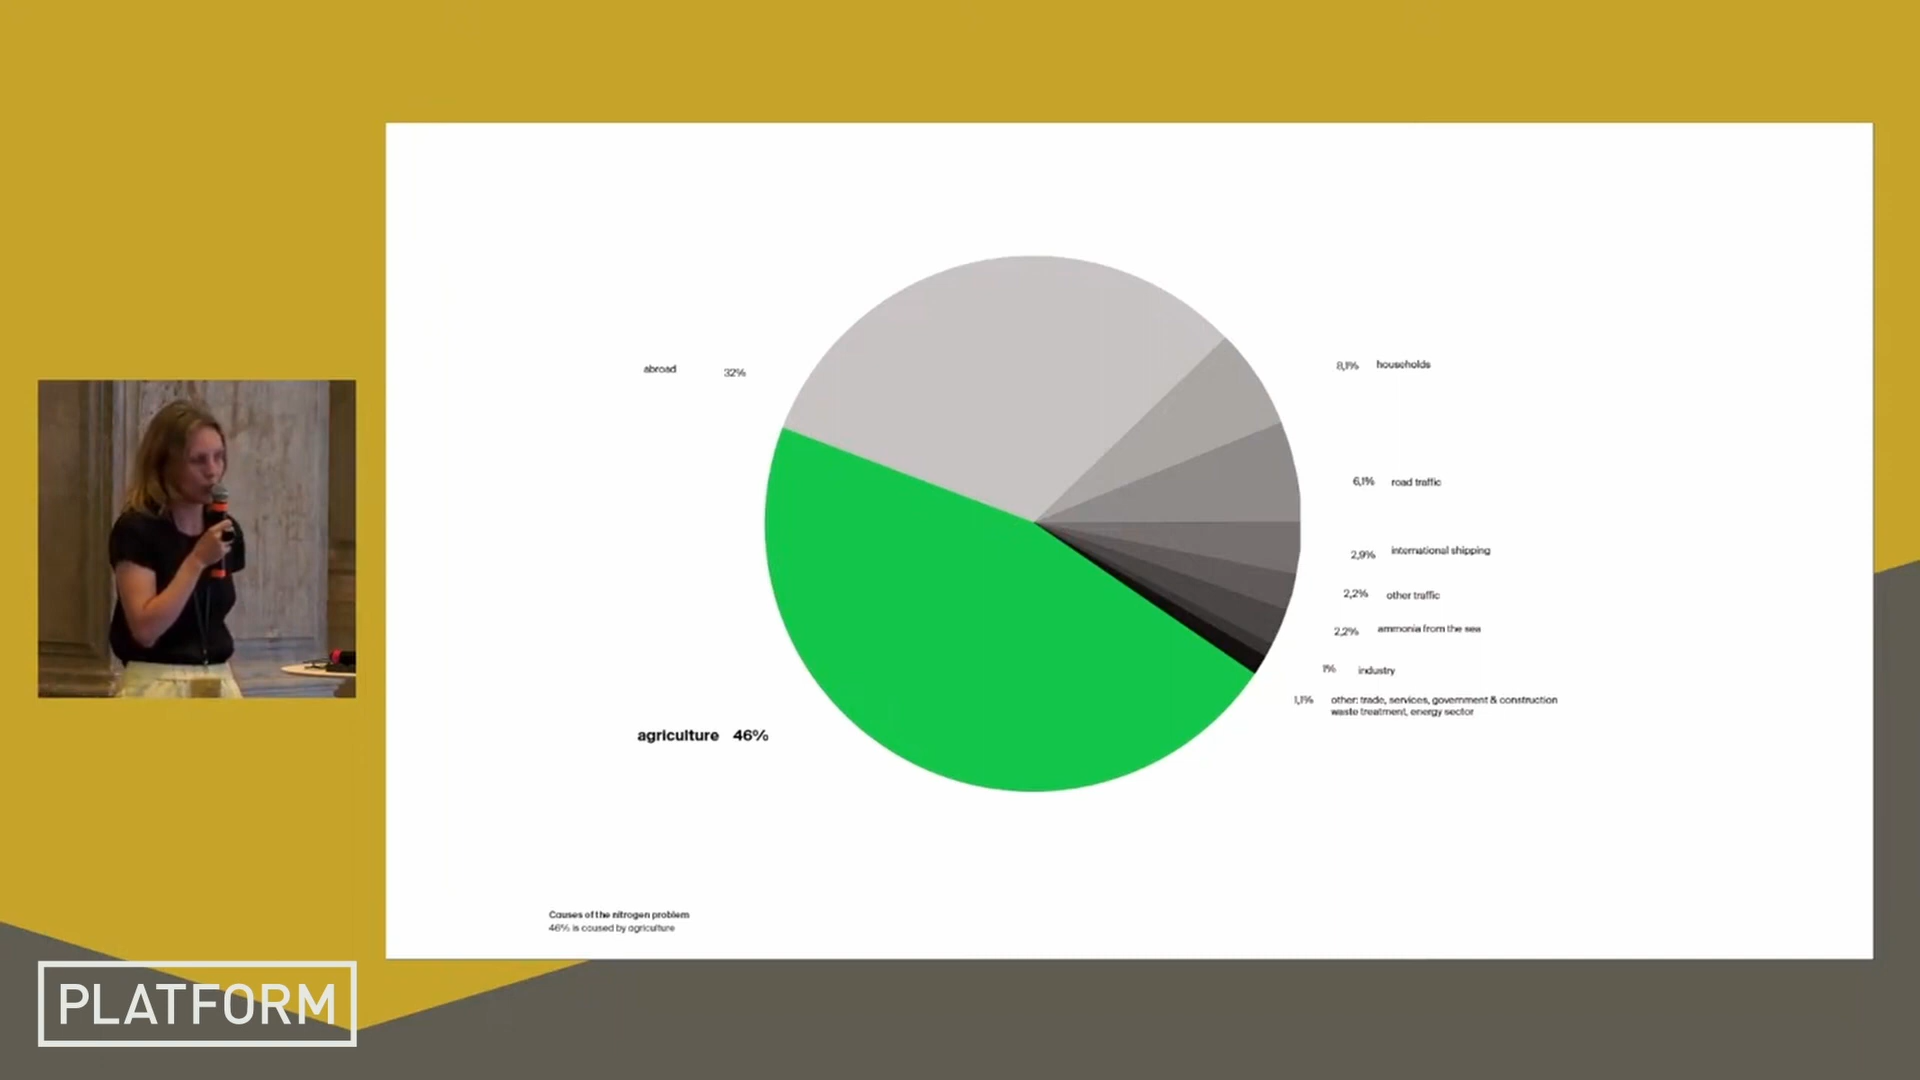 abroad 32%
8,1% households
6,1% road traffic
2,9% international shipping
2,2% other traffic
2,2% ammonia from the sea
1% industry
1,1% other: trade, services, government & construction
waste treatment, energy sector
agriculture 46%
Causes of the nitrogen problem
46% is caused by agriculture
PLATFORM